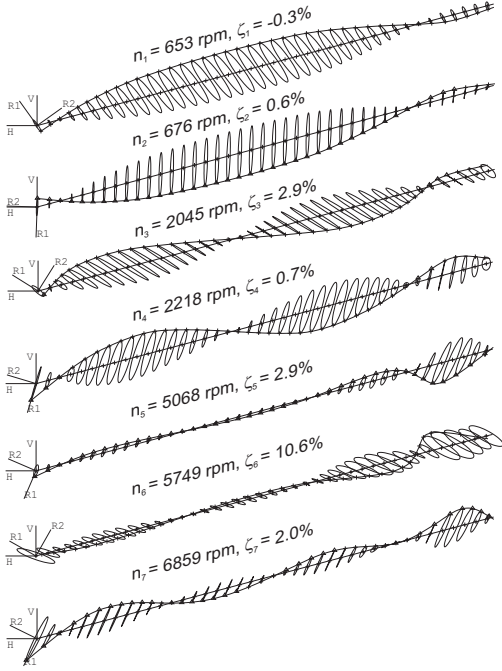 n1 = 653 rpm, ζ1 = -0.3%
V
R1
R2
H
n2 = 676 rpm, ζ2 = 0.6%
V
R2
H
R1
n3 = 2045 rpm, ζ3 = 2.9%
V
R1
R2
H
n4 = 2218 rpm, ζ4 = 0.7%
V
R2
H
R1
n5 = 5068 rpm, ζ5 = 2.9%
V
R2
H
R1
n6 = 5749 rpm, ζ6 = 10.6%
V
R1
R2
H
n7 = 6859 rpm, ζ7 = 2.0%
V
R2
H
R1